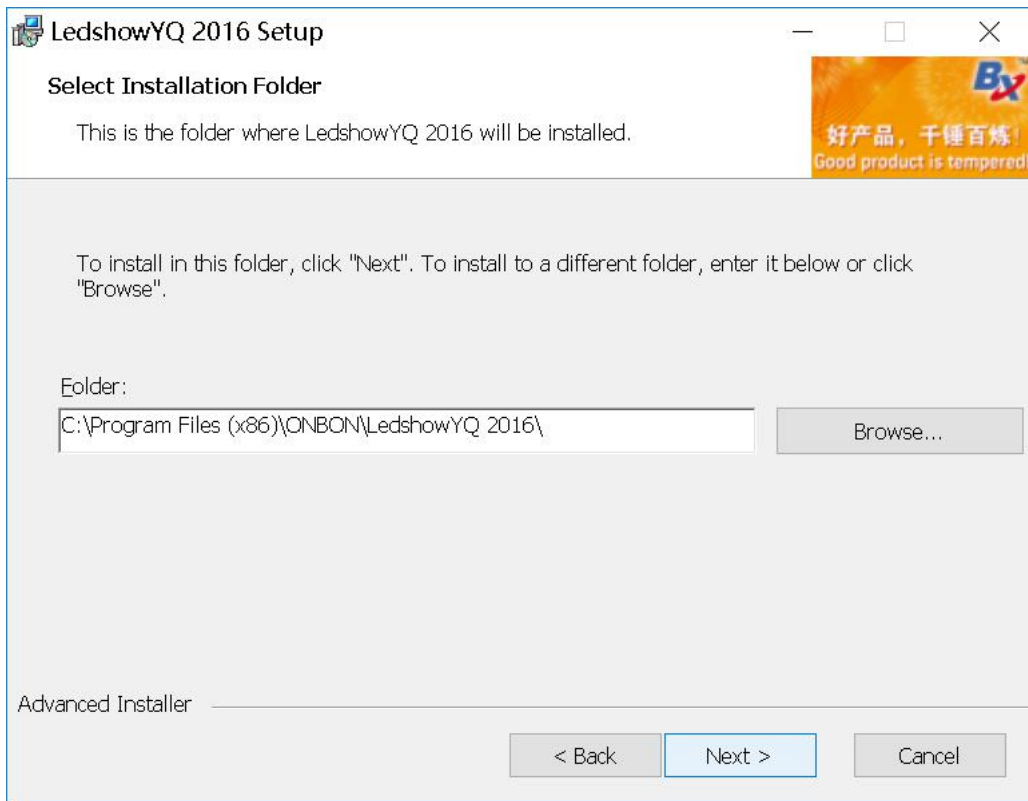 LedshowYQ 2016 Setup
Select Installation Folder
This is the folder where LedshowYQ 2016 will be installed.
BX
好产品，千锤百炼！
Good product is tempered!
To install in this folder, click "Next". To install to a different folder, enter it below or click
"Browse".
Folder:
C:\Program Files (x86)\ONBON\LedshowYQ 2016\
Browse...
Advanced Installer
< Back
Next >
Cancel